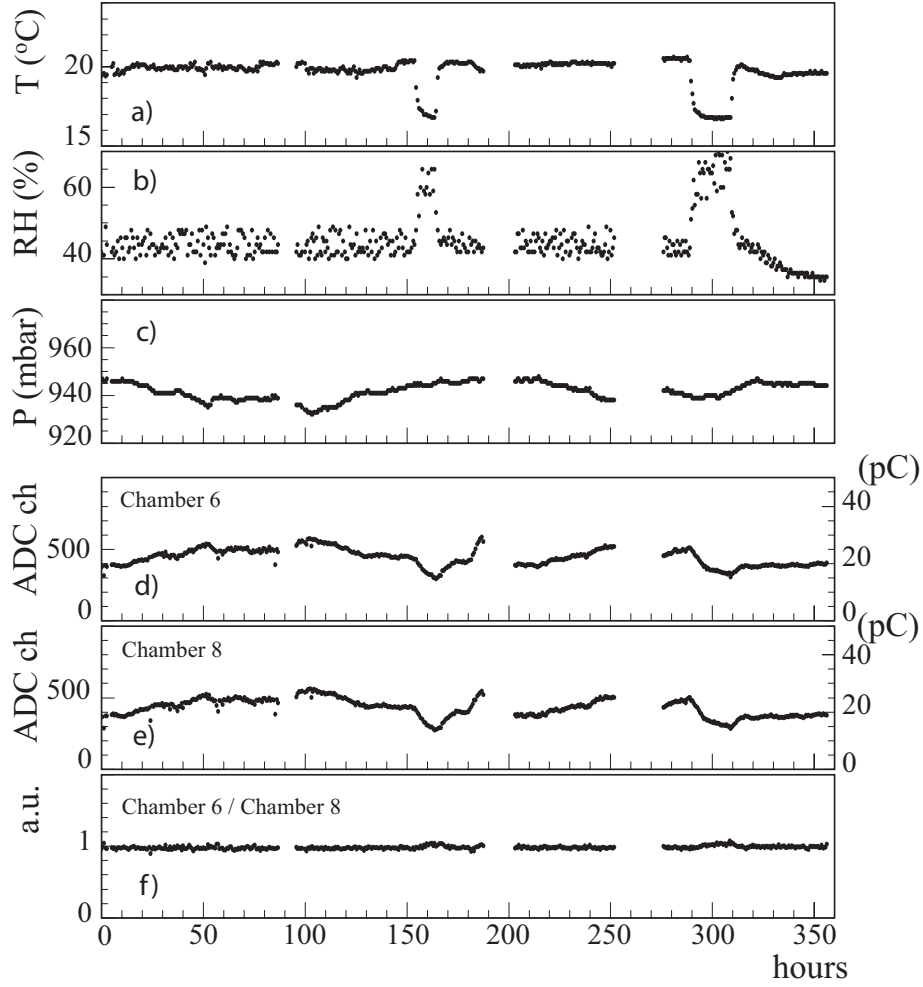 T (°C)
20
15
a)
RH (%)
60
40
b)
P (mbar)
960
940
920
c)
(pC)
ADC ch
Chamber 6
500
0
d)
40
20
0
(pC)
ADC ch
Chamber 8
500
0
e)
40
20
0
a.u.
Chamber 6 / Chamber 8
1
0
f)
0 50 100 150 200 250 300 350
hours